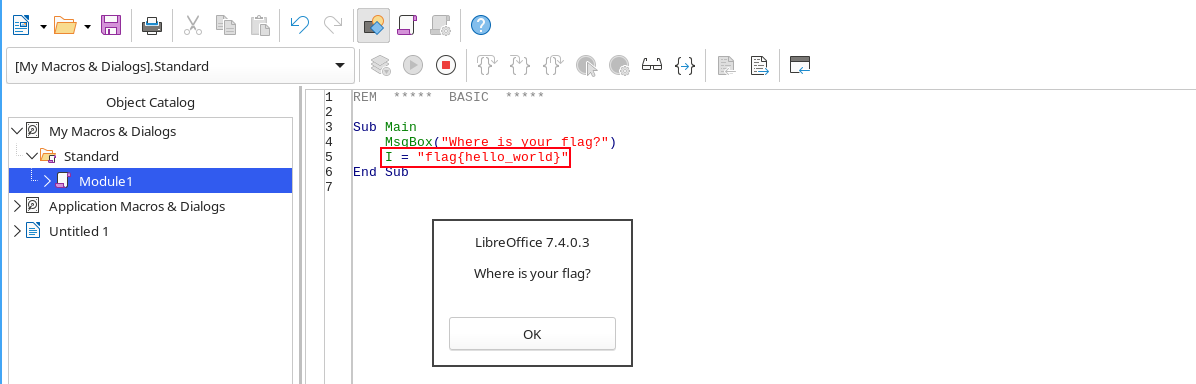 [My Macros & Dialogs].Standard
Object Catalog
My Macros & Dialogs
Standard
Module1
Application Macros & Dialogs
Untitled 1
1 REM ***** BASIC *****
2
3 Sub Main
4 MsgBox("Where is your flag?")
5 I = "flag{hello_world}"
6 End Sub
7
LibreOffice 7.4.0.3
Where is your flag?
OK